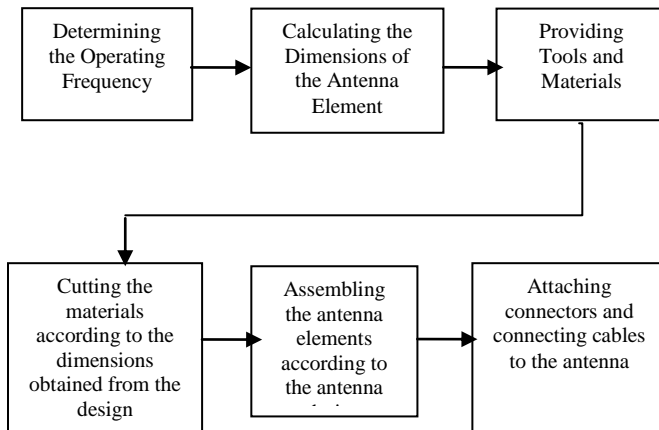 Determining
the Operating
Frequency
Calculating the
Dimensions of
the Antenna
Element
Providing
Tools and
Materials
Cutting the
materials
according to the
dimensions
obtained from the
design
Assembling
the antenna
elements
according to
the antenna
Attaching
connectors and
connecting cables
to the antenna